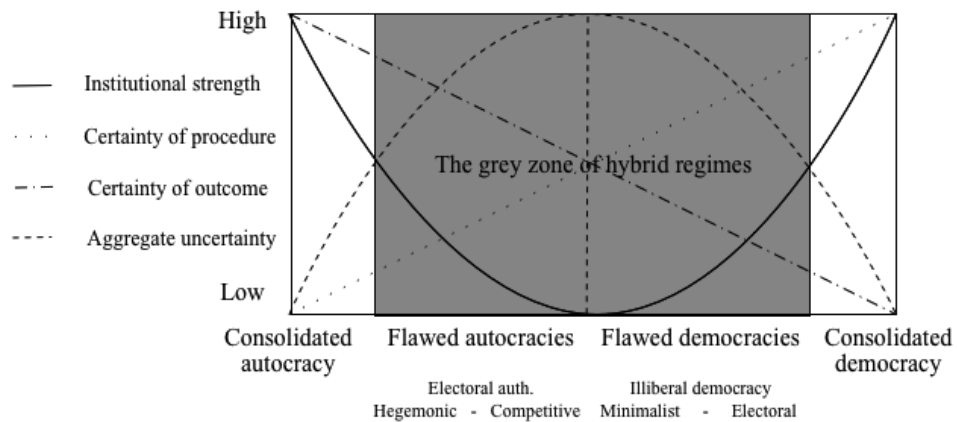 High
Institutional strength
Certainty of procedure
The grey zone of hybrid regimes
Certainty of outcome
Aggregate uncertainty
Low
Consolidated autocracy
Flawed autocracies
Flawed democracies
Consolidated democracy
Electoral auth.
Illiberal democracy
Hegemonic - Competitive
Minimalist - Electoral